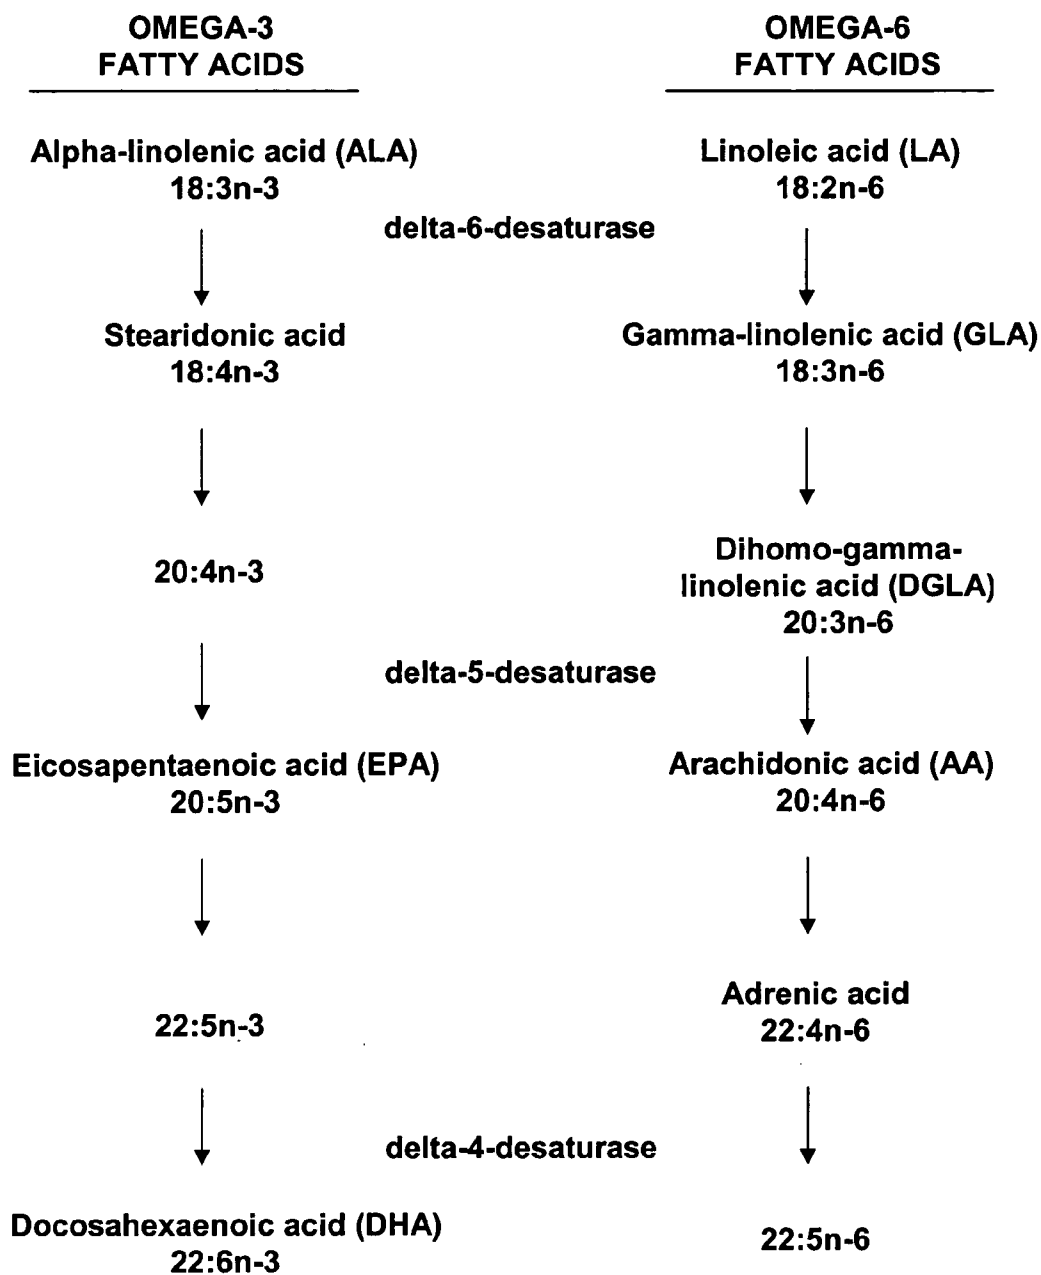 OMEGA-3
FATTY ACIDS
OMEGA-6
FATTY ACIDS
Alpha-linolenic acid (ALA)
18:3n-3
Linoleic acid (LA)
18:2n-6
delta-6-desaturase
Stearidonic acid
18:4n-3
Gamma-linolenic acid (GLA)
18:3n-6
20:4n-3
Dihomo-gamma-
linolenic acid (DGLA)
20:3n-6
delta-5-desaturase
Eicosapentaenoic acid (EPA)
20:5n-3
Arachidonic acid (AA)
20:4n-6
22:5n-3
Adrenic acid
22:4n-6
delta-4-desaturase
Docosahexaenoic acid (DHA)
22:6n-3
22:5n-6